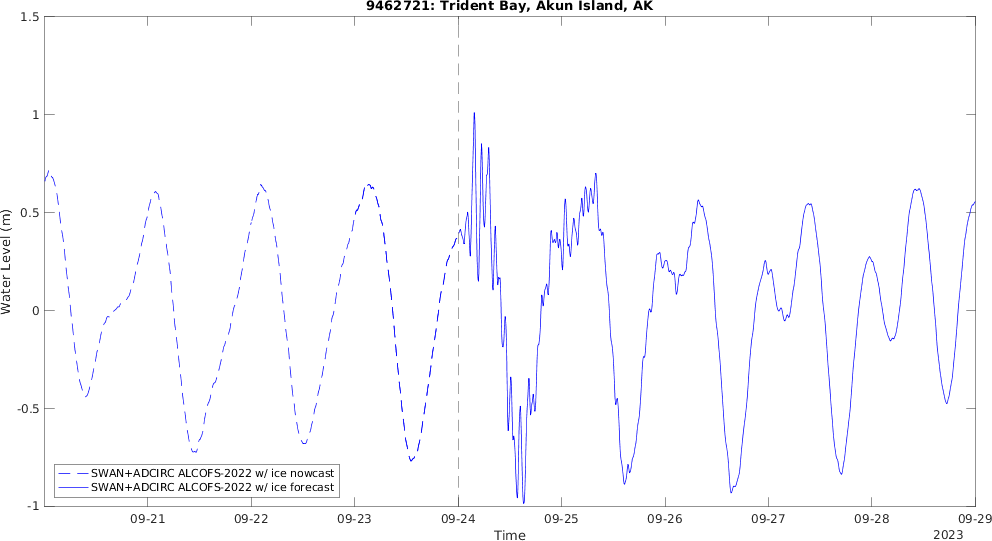 9462721: Trident Bay, Akun Island, AK
Water Level (m)
1.5
1
0.5
0
-0.5
-1
SWAN+ADCIRC ALCOFS-2022 w/ ice nowcast
SWAN+ADCIRC ALCOFS-2022 w/ ice forecast
09-21 09-22 09-23 09-24 09-25 09-26 09-27 09-28 09-29
Time
2023